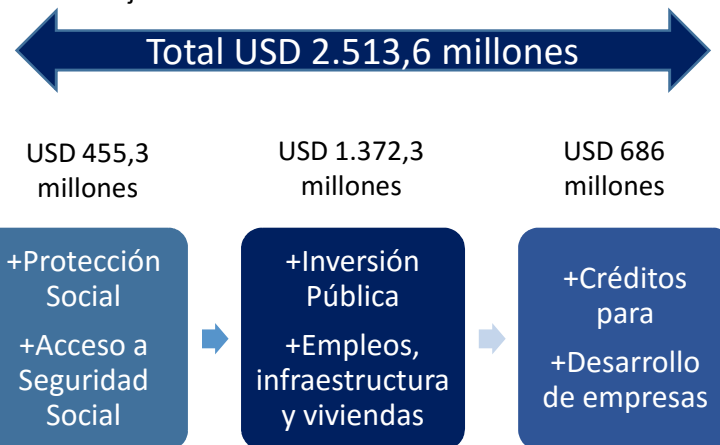 Total USD 2.513,6 millones
USD 455,3
millones
USD 1.372,3
millones
USD 686
millones
+Protección
Social
+Acceso a
Seguridad
Social
+Inversión
Pública
+Empleos,
infraestructura
y viviendas
+Créditos
para
+Desarrollo
de empresas